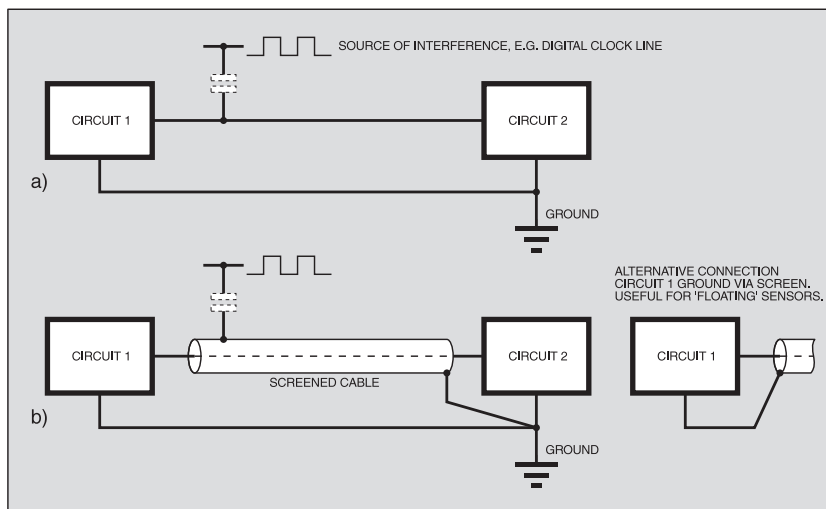 SOURCE OF INTERFERENCE, E.G. DIGITAL CLOCK LINE
CIRCUIT 1
CIRCUIT 2
a)
GROUND
ALTERNATIVE CONNECTION
CIRCUIT 1 GROUND VIA SCREEN.
USEFUL FOR 'FLOATING' SENSORS.
CIRCUIT 1
CIRCUIT 2
CIRCUIT 1
SCREENED CABLE
b)
GROUND